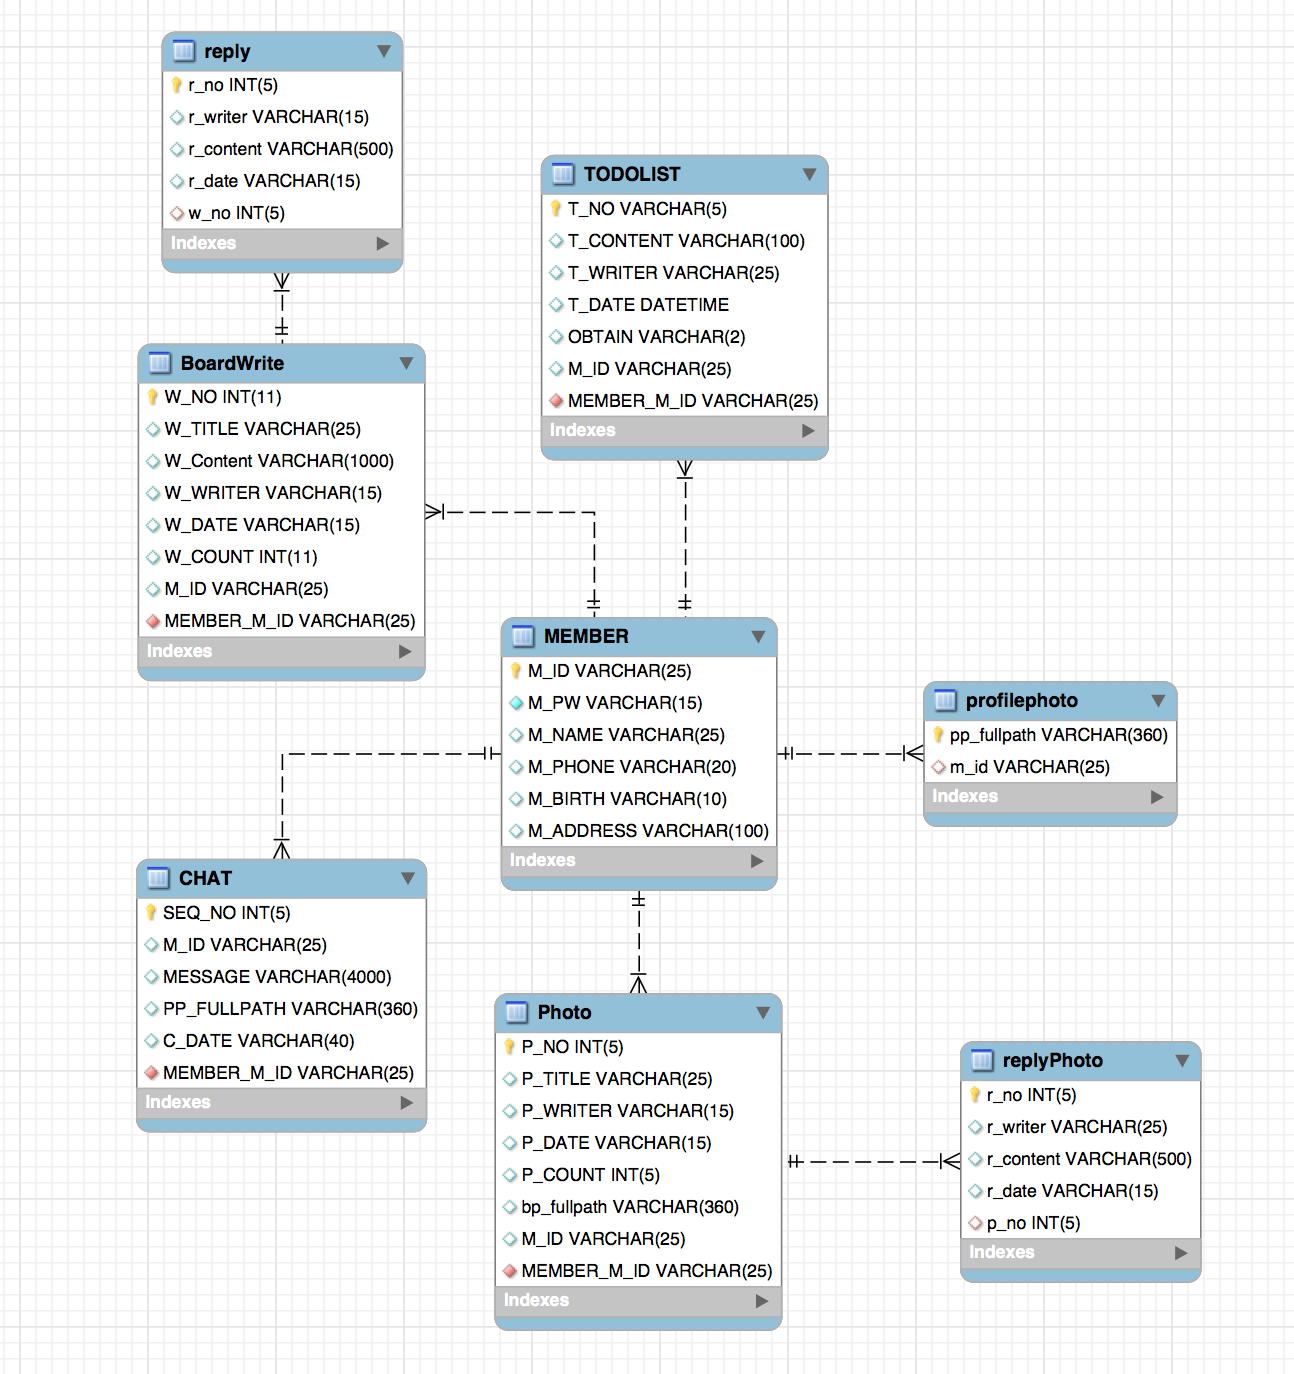 reply
r_no INT(5)
r_writer VARCHAR(15)
r_content VARCHAR(500)
r_date VARCHAR(15)
w_no INT(5)
Indexes
TODOLIST
T_NO VARCHAR(5)
T_CONTENT VARCHAR(100)
T_WRITER VARCHAR(25)
T_DATE DATETIME
OBTAIN VARCHAR(2)
M_ID VARCHAR(25)
MEMBER_M_ID VARCHAR(25)
Indexes
BoardWrite
W_NO INT(11)
W_TITLE VARCHAR(25)
W_Content VARCHAR(1000)
W_WRITER VARCHAR(15)
W_DATE VARCHAR(15)
W_COUNT INT(11)
M_ID VARCHAR(25)
MEMBER_M_ID VARCHAR(25)
Indexes
MEMBER
M_ID VARCHAR(25)
M_PW VARCHAR(15)
M_NAME VARCHAR(25)
M_PHONE VARCHAR(20)
M_BIRTH VARCHAR(10)
M_ADDRESS VARCHAR(100)
Indexes
profilephoto
pp_fullpath VARCHAR(360)
m_id VARCHAR(25)
Indexes
CHAT
SEQ_NO INT(5)
M_ID VARCHAR(25)
MESSAGE VARCHAR(4000)
PP_FULLPATH VARCHAR(360)
C_DATE VARCHAR(40)
MEMBER_M_ID VARCHAR(25)
Indexes
Photo
P_NO INT(5)
P_TITLE VARCHAR(25)
P_WRITER VARCHAR(15)
P_DATE VARCHAR(15)
P_COUNT INT(5)
bp_fullpath VARCHAR(360)
M_ID VARCHAR(25)
MEMBER_M_ID VARCHAR(25)
Indexes
replyPhoto
r_no INT(5)
r_writer VARCHAR(25)
r_content VARCHAR(500)
r_date VARCHAR(15)
p_no INT(5)
Indexes